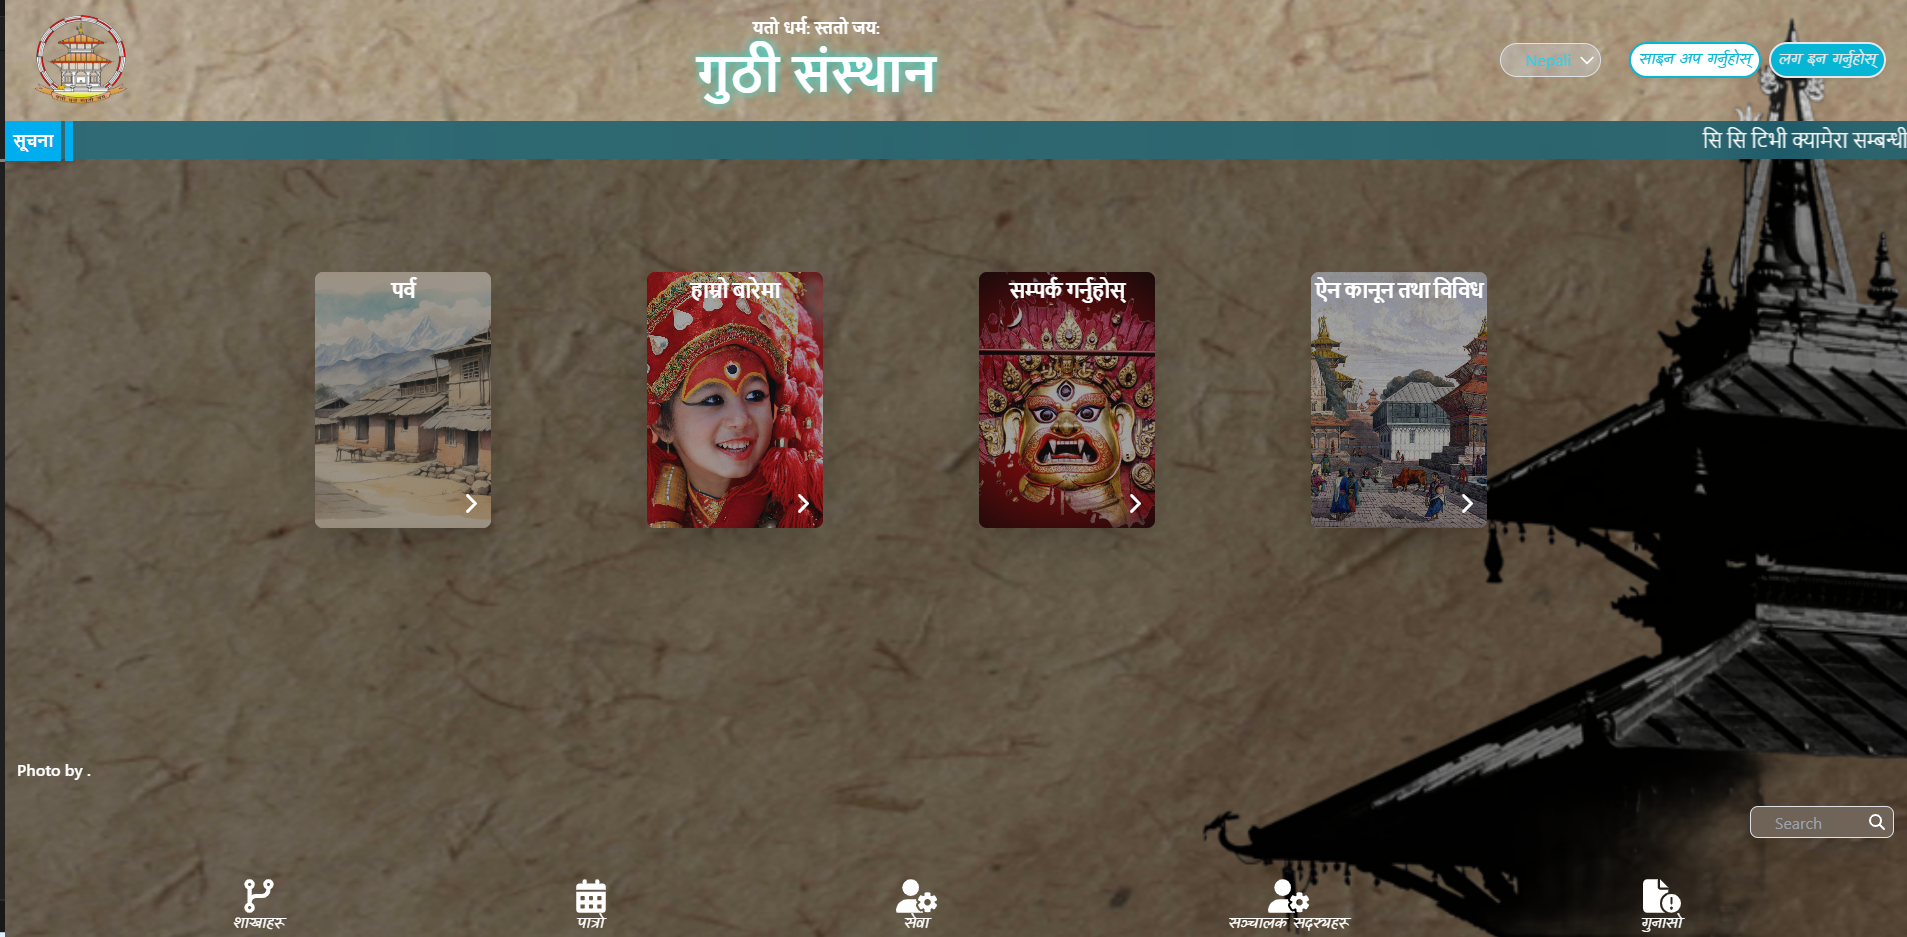 यतो धर्म: स्ततो जय:
गुठी संस्थान
Nepali
साइन अप गर्नुहोस्
लग इन गर्नुहोस्
सूचना
सि सि टिभी क्यामेरा सम्बन्धी
पर्व
हाम्रो बारेमा
सम्पर्क गर्नुहोस्
ऐन कानून तथा विविध
Photo by .
Search
शाखाहरू
पात्रो
सेवा
सञ्चालक सदस्यहरू
गुनासो